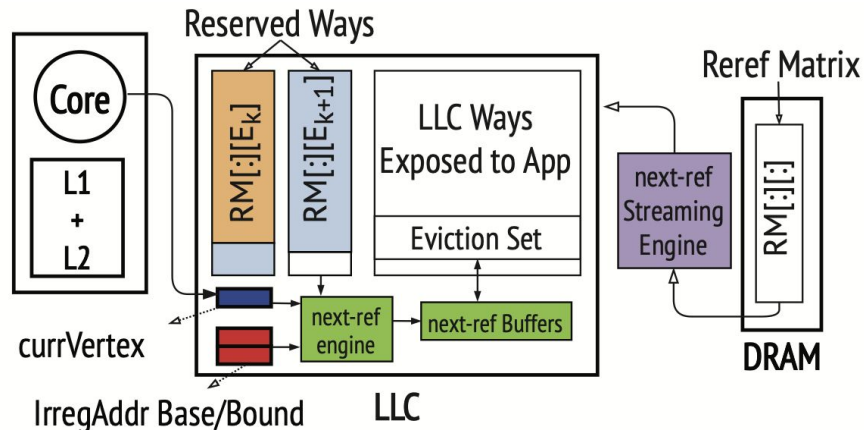 Reserved Ways
Core
L1
+
L2
RM[:][Ek]
RM[:][Ek+1]
LLC Ways
Exposed to App
Eviction Set
next-ref
engine
next-ref Buffers
currVertex
IrregAddr Base/Bound
LLC
next-ref
Streaming
Engine
Reref Matrix
RM[:][:]
DRAM